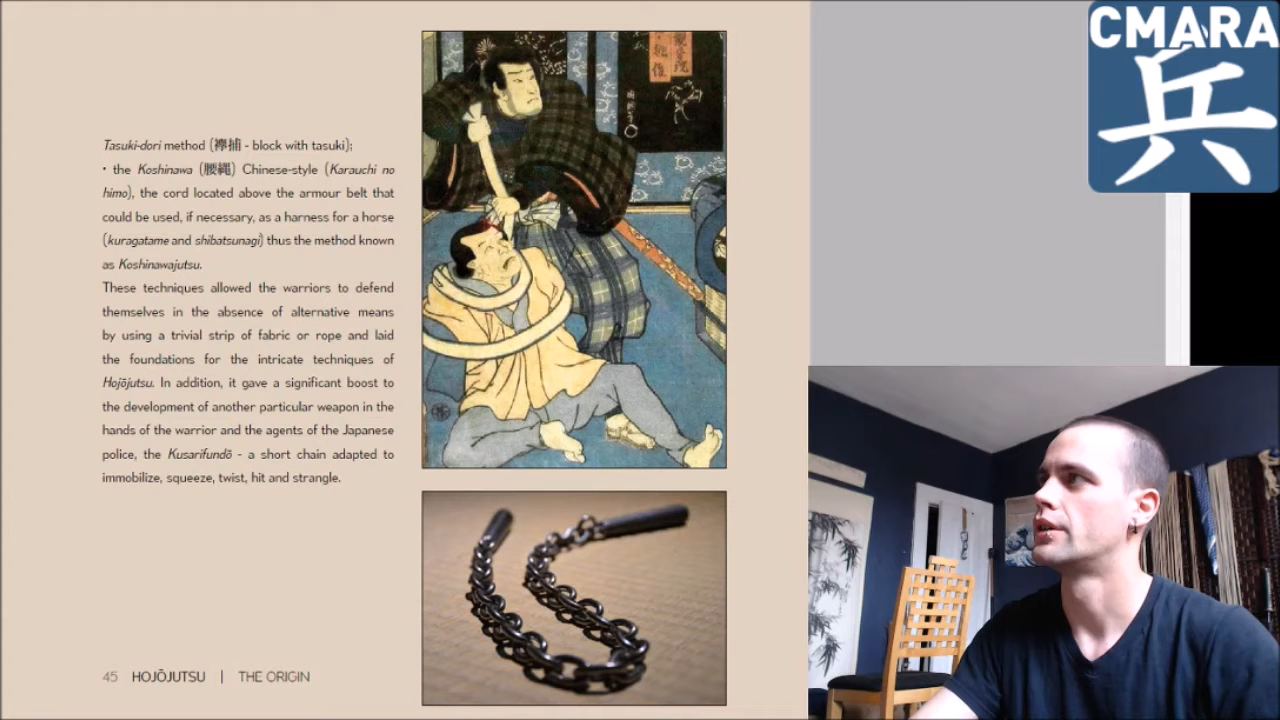 Tasuki-dori method (襷捕 - block with tasuki);
• the Koshinawa (腰縄) Chinese-style (Karauchi no
himo), the cord located above the armour belt that
could be used, if necessary, as a harness for a horse
(kuragatame and shibatsunagi) thus the method known
as Koshinawajutsu.
These techniques allowed the warriors to defend
themselves in the absence of alternative means
by using a trivial strip of fabric or rope and laid
the foundations for the intricate techniques of
Hojōjutsu. In addition, it gave a significant boost to
the development of another particular weapon in the
hands of the warrior and the agents of the Japanese
police, the Kusarifundō - a short chain adapted to
immobilize, squeeze, twist, hit and strangle.
45 HOJŌJUTSU | THE ORIGIN
CMARA
兵